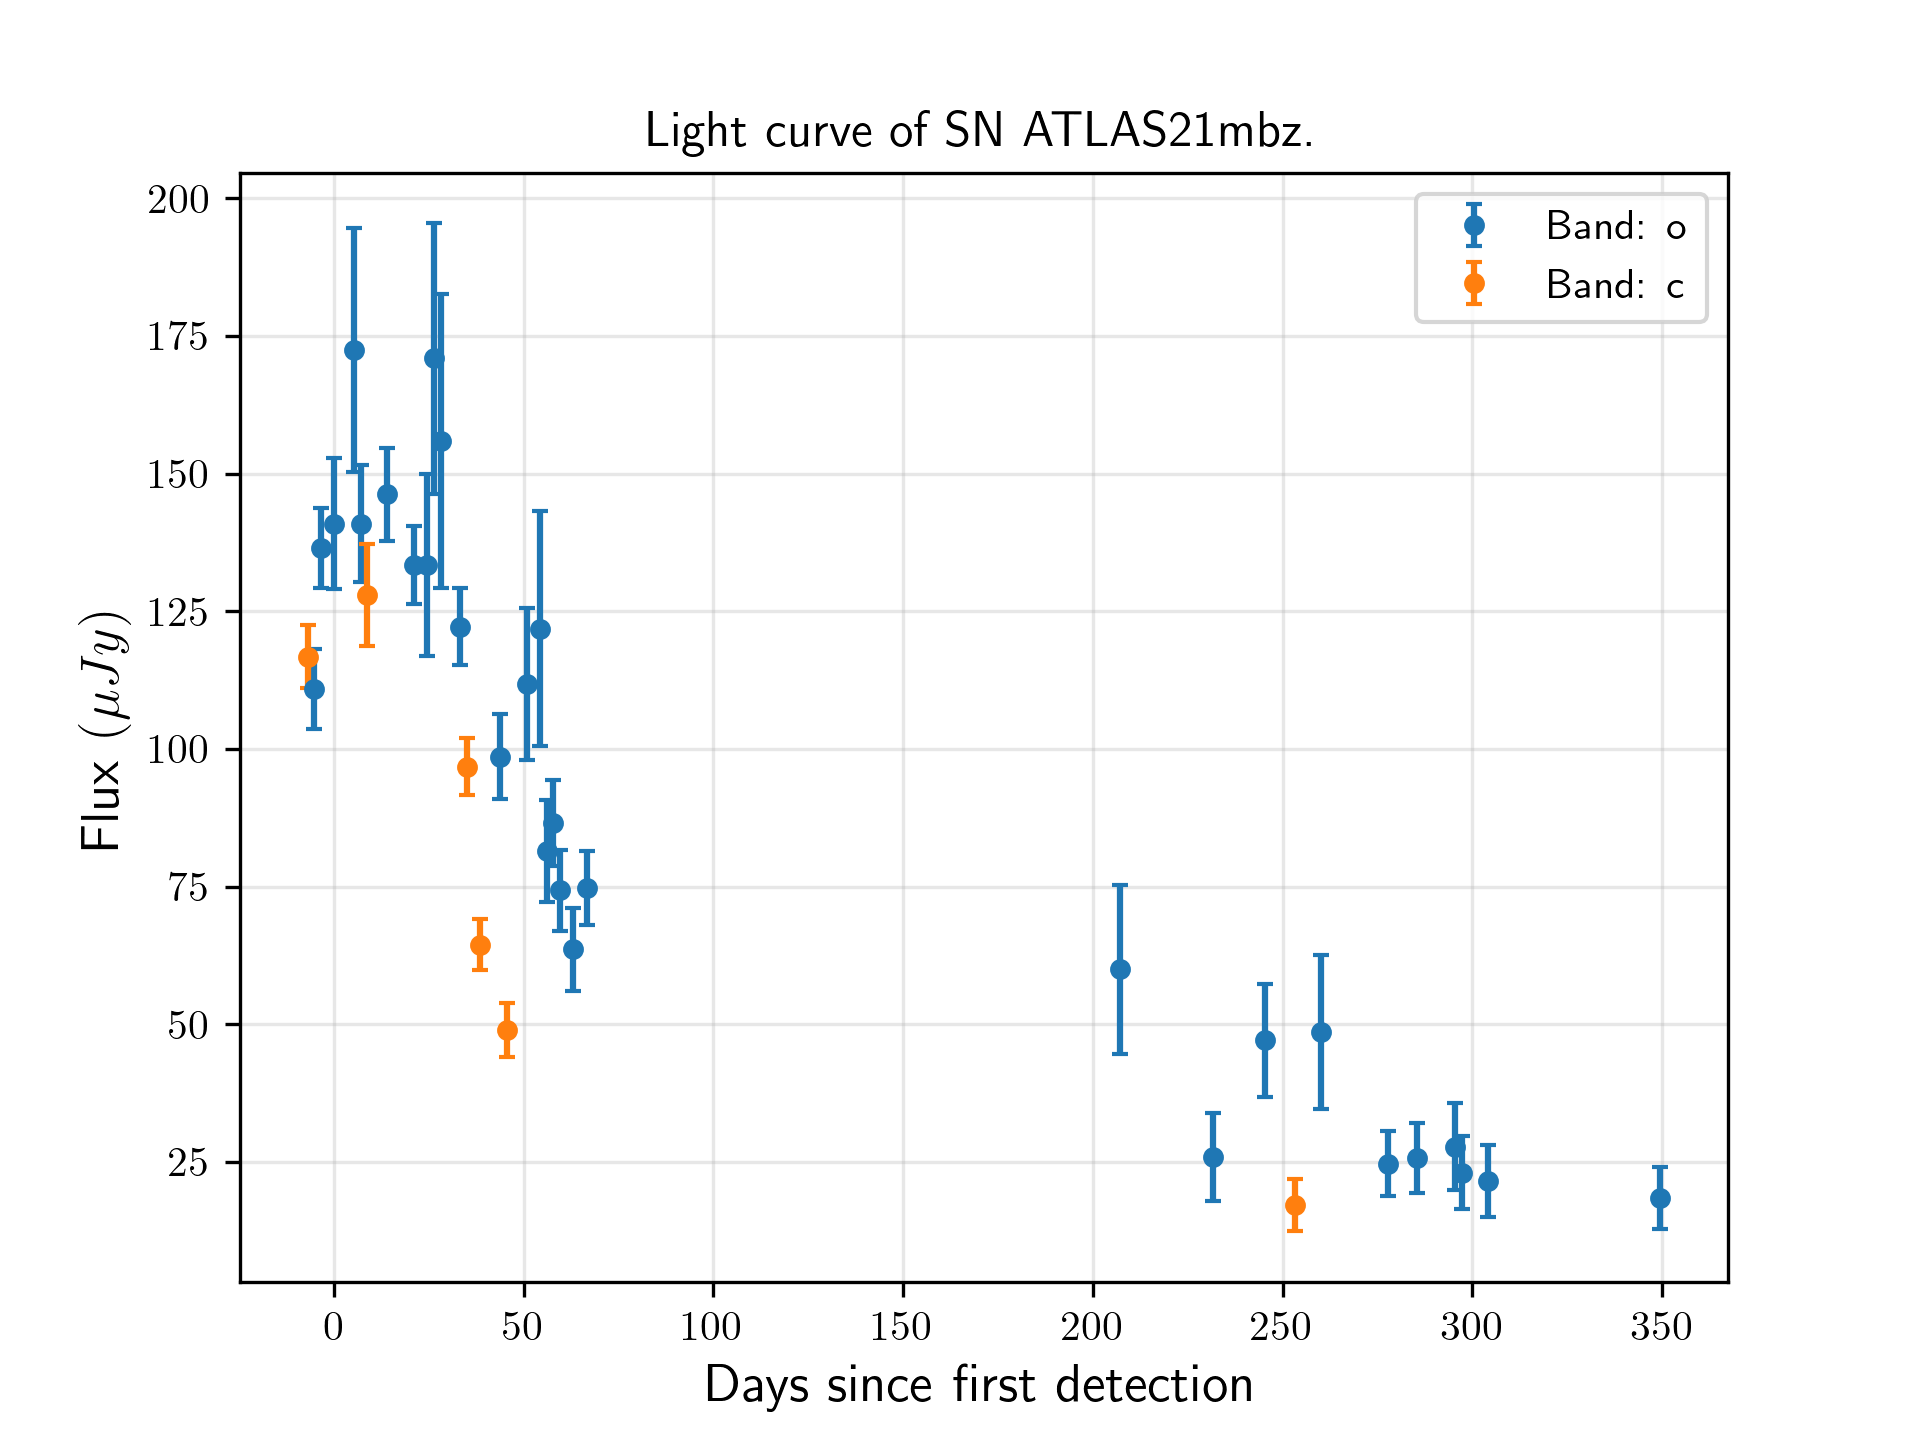 Light curve of SN ATLAS21mbz.
200
175
150
125
100
75
50
25
Flux (μJy)
Band: o
Band: c
0 50 100 150 200 250 300 350
Days since first detection